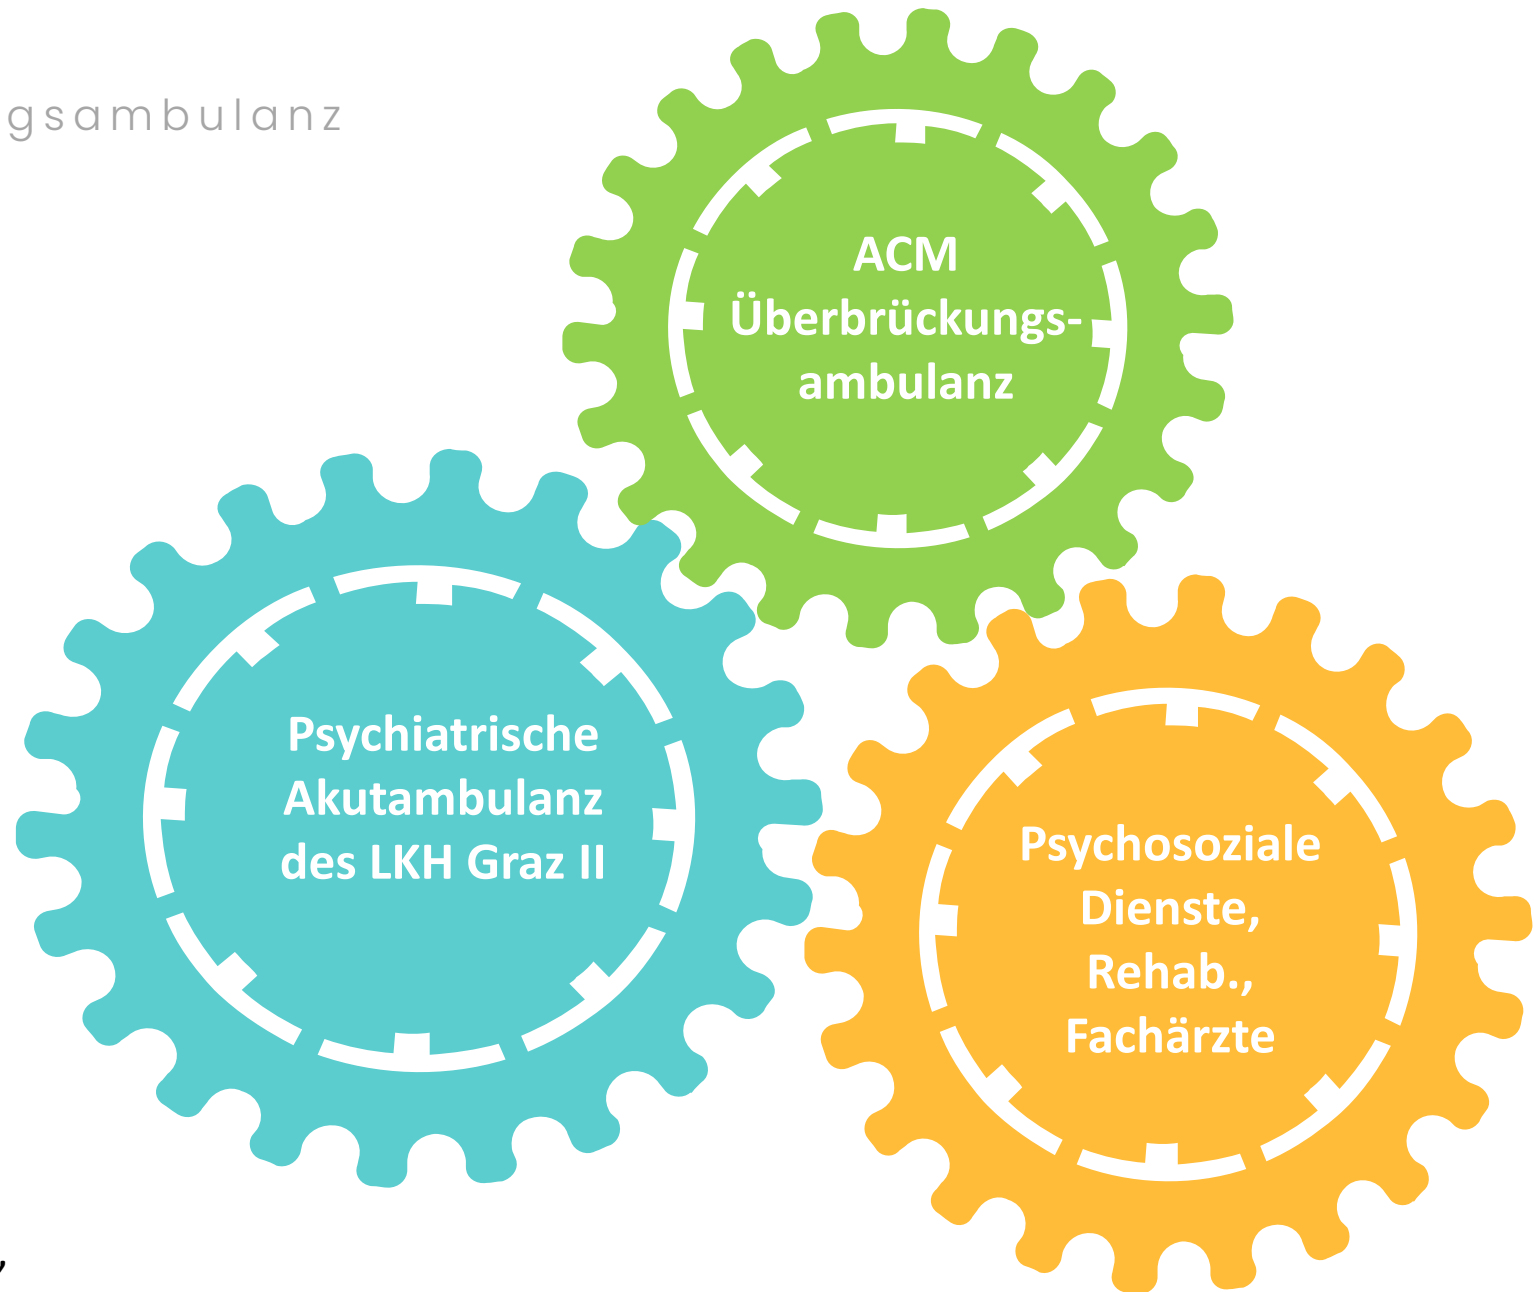 gsambulanz
ACM
Überbrückungs-
ambulanz
Psychiatrische
Akutambulanz
des LKH Graz II
Psychosoziale
Dienste,
Rehab.,
Fachärzte
,